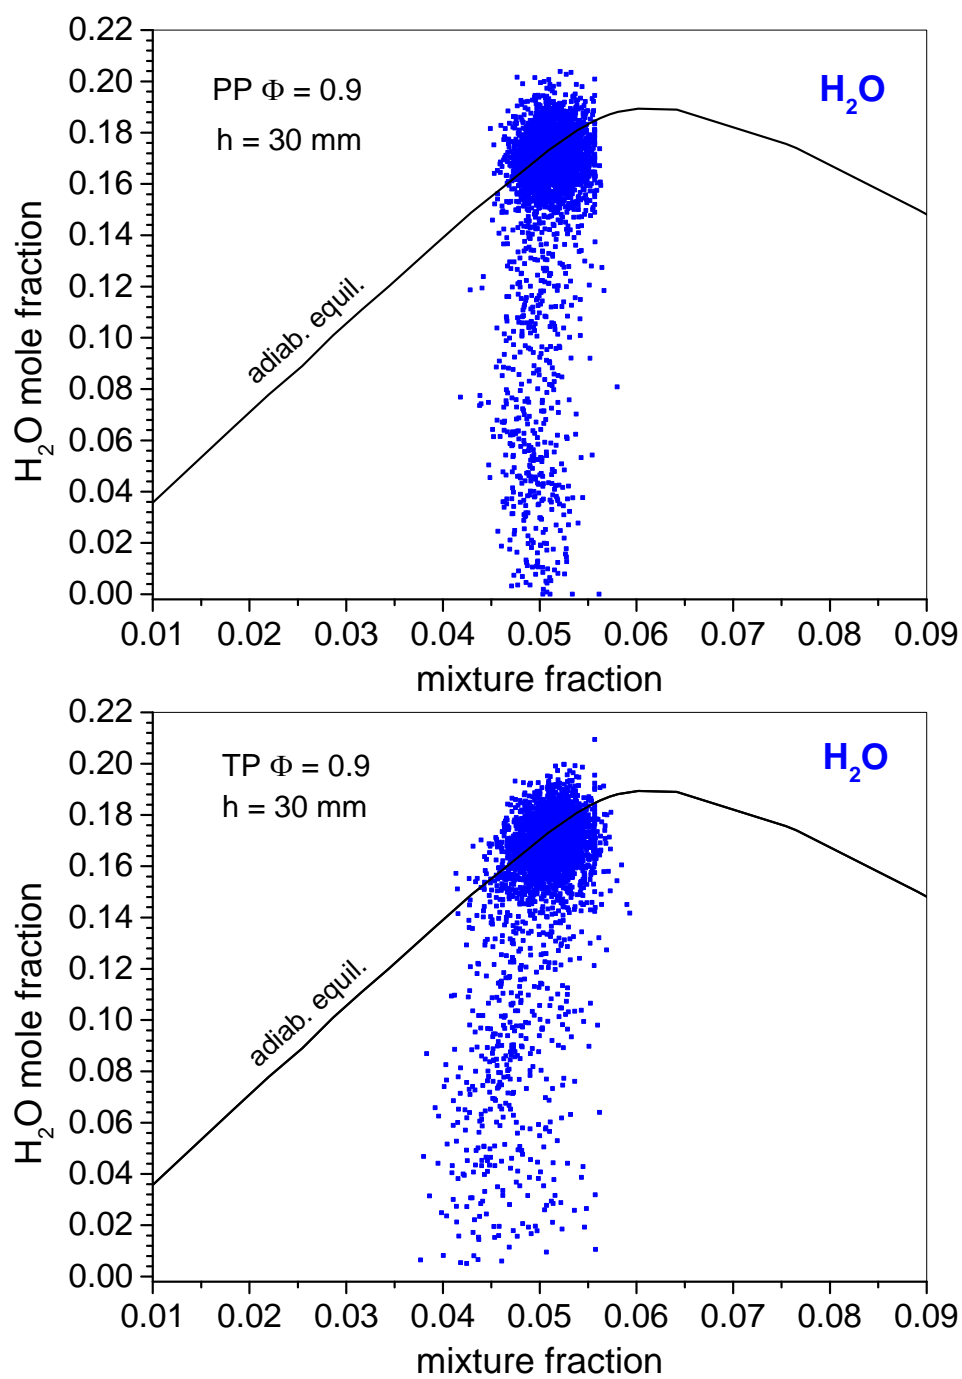 0.22
0.20
0.18
0.16
0.14
0.12
0.10
0.08
0.06
0.04
0.02
0.00
H₂O mole fraction
PP Φ = 0.9
h = 30 mm
H₂O
adiab. equil.
0.01 0.02 0.03 0.04 0.05 0.06 0.07 0.08 0.09
mixture fraction
0.22
0.20
0.18
0.16
0.14
0.12
0.10
0.08
0.06
0.04
0.02
0.00
H₂O mole fraction
TP Φ = 0.9
h = 30 mm
H₂O
adiab. equil.
0.01 0.02 0.03 0.04 0.05 0.06 0.07 0.08 0.09
mixture fraction